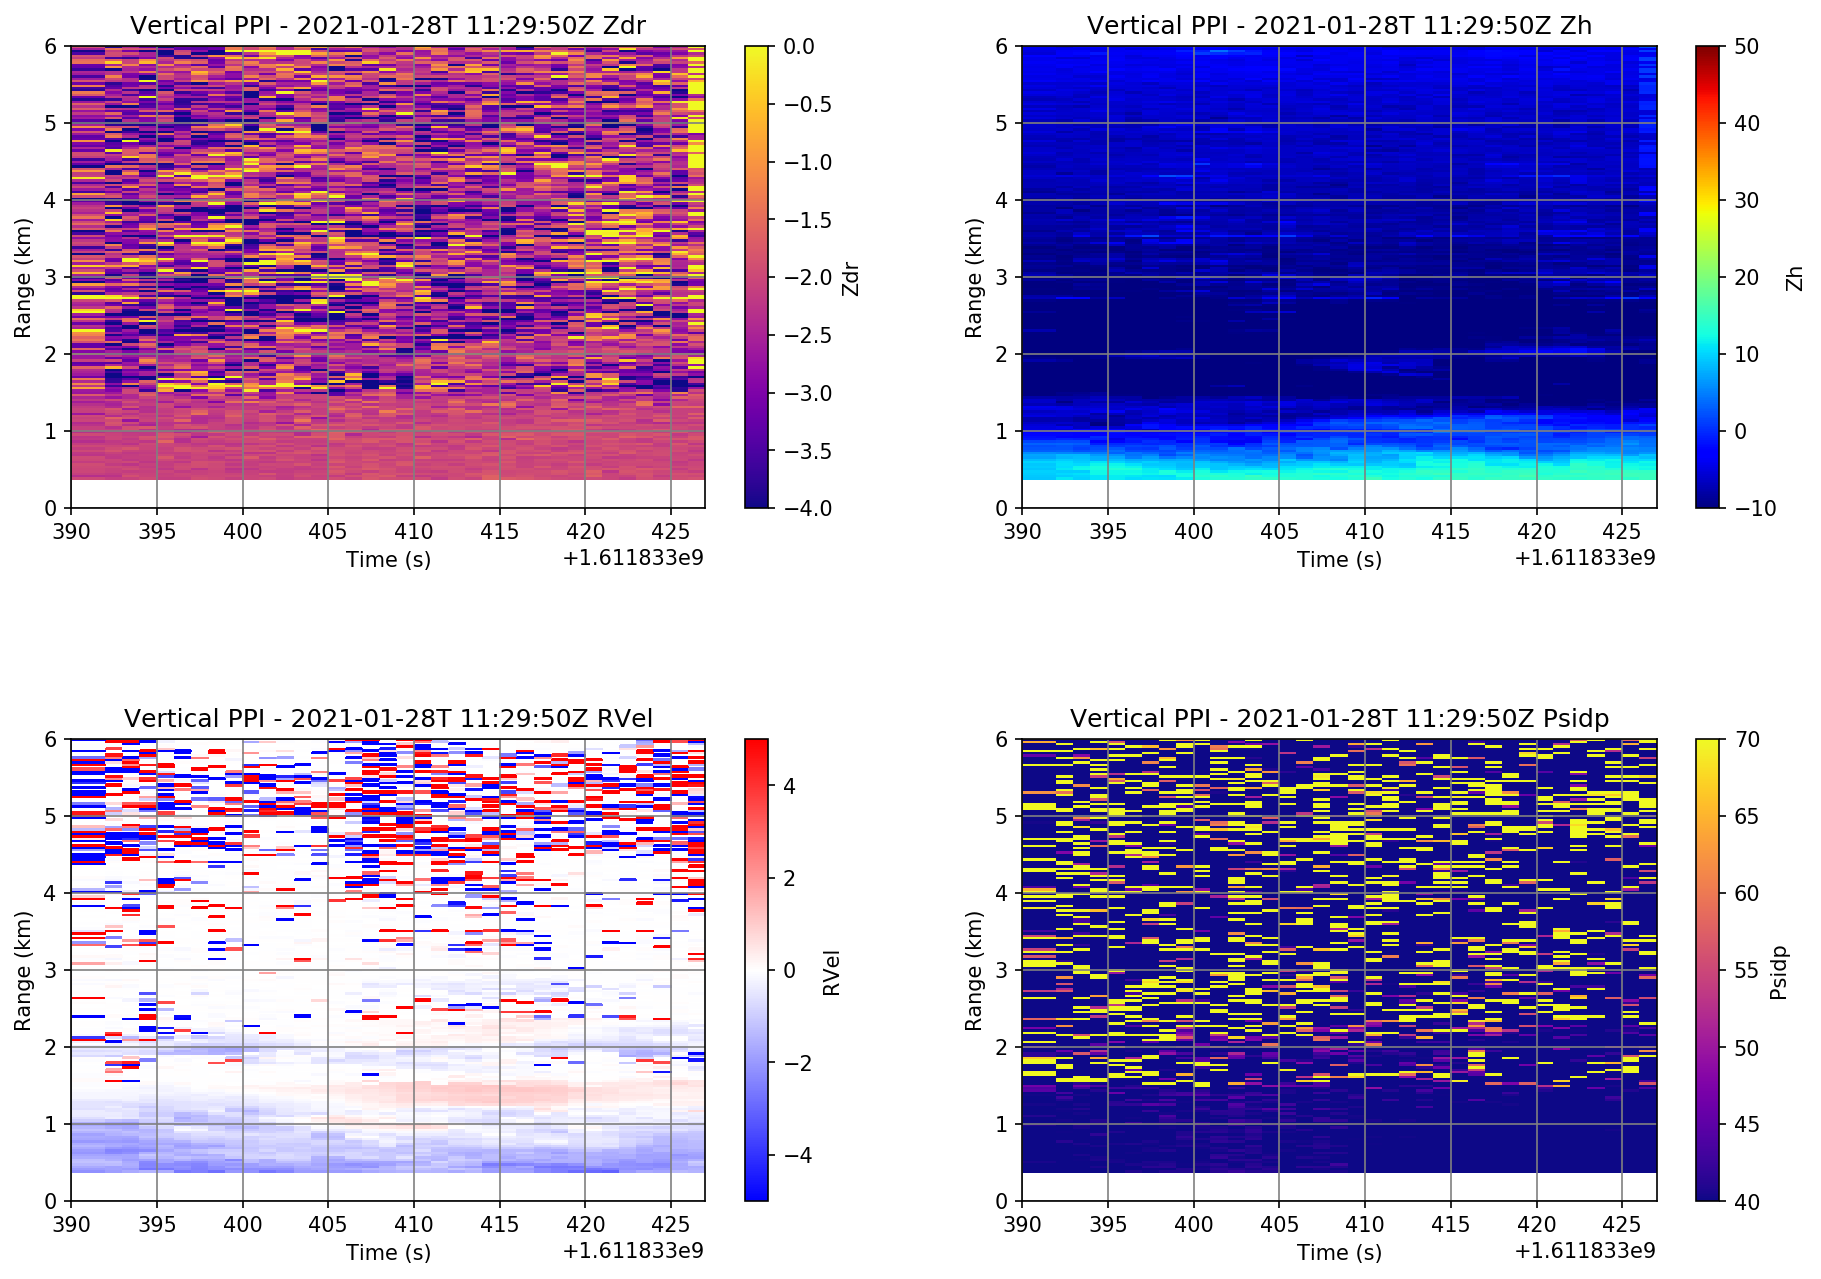 Vertical PPI - 2021-01-28T 11:29:50Z Zdr
6
5
4
3
2
1
0
Range (km)
390 395 400 405 410 415 420 425
Time (s)
+1.611833e9
0.0
−0.5
−1.0
−1.5
−2.0
−2.5
−3.0
−3.5
−4.0
Zdr
Vertical PPI - 2021-01-28T 11:29:50Z Zh
6
5
4
3
2
1
0
Range (km)
390 395 400 405 410 415 420 425
Time (s)
+1.611833e9
50
40
30
20
10
0
−10
Zh
Vertical PPI - 2021-01-28T 11:29:50Z RVel
6
5
4
3
2
1
0
Range (km)
390 395 400 405 410 415 420 425
Time (s)
+1.611833e9
4
2
0
−2
−4
RVel
Vertical PPI - 2021-01-28T 11:29:50Z Psidp
6
5
4
3
2
1
0
Range (km)
390 395 400 405 410 415 420 425
Time (s)
+1.611833e9
70
65
60
55
50
45
40
Psidp